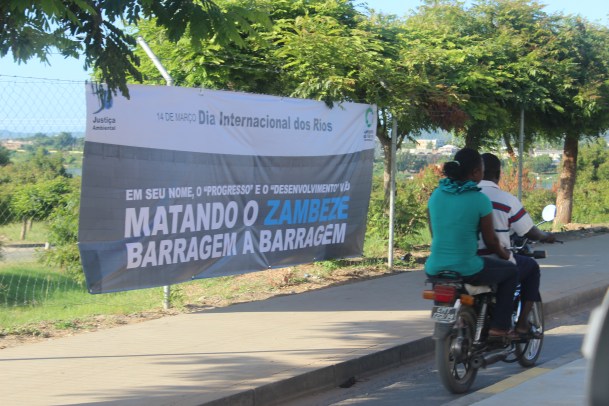 Justiça
Ambiental
14 DE MARÇO Dia Internacional dos Rios
EM SEU NOME, O "PROGRESSO" E O "DESENVOLVIMENTO" VÃO
MATANDO O ZAMBEZE
BARRAGEM A BARRAGEM